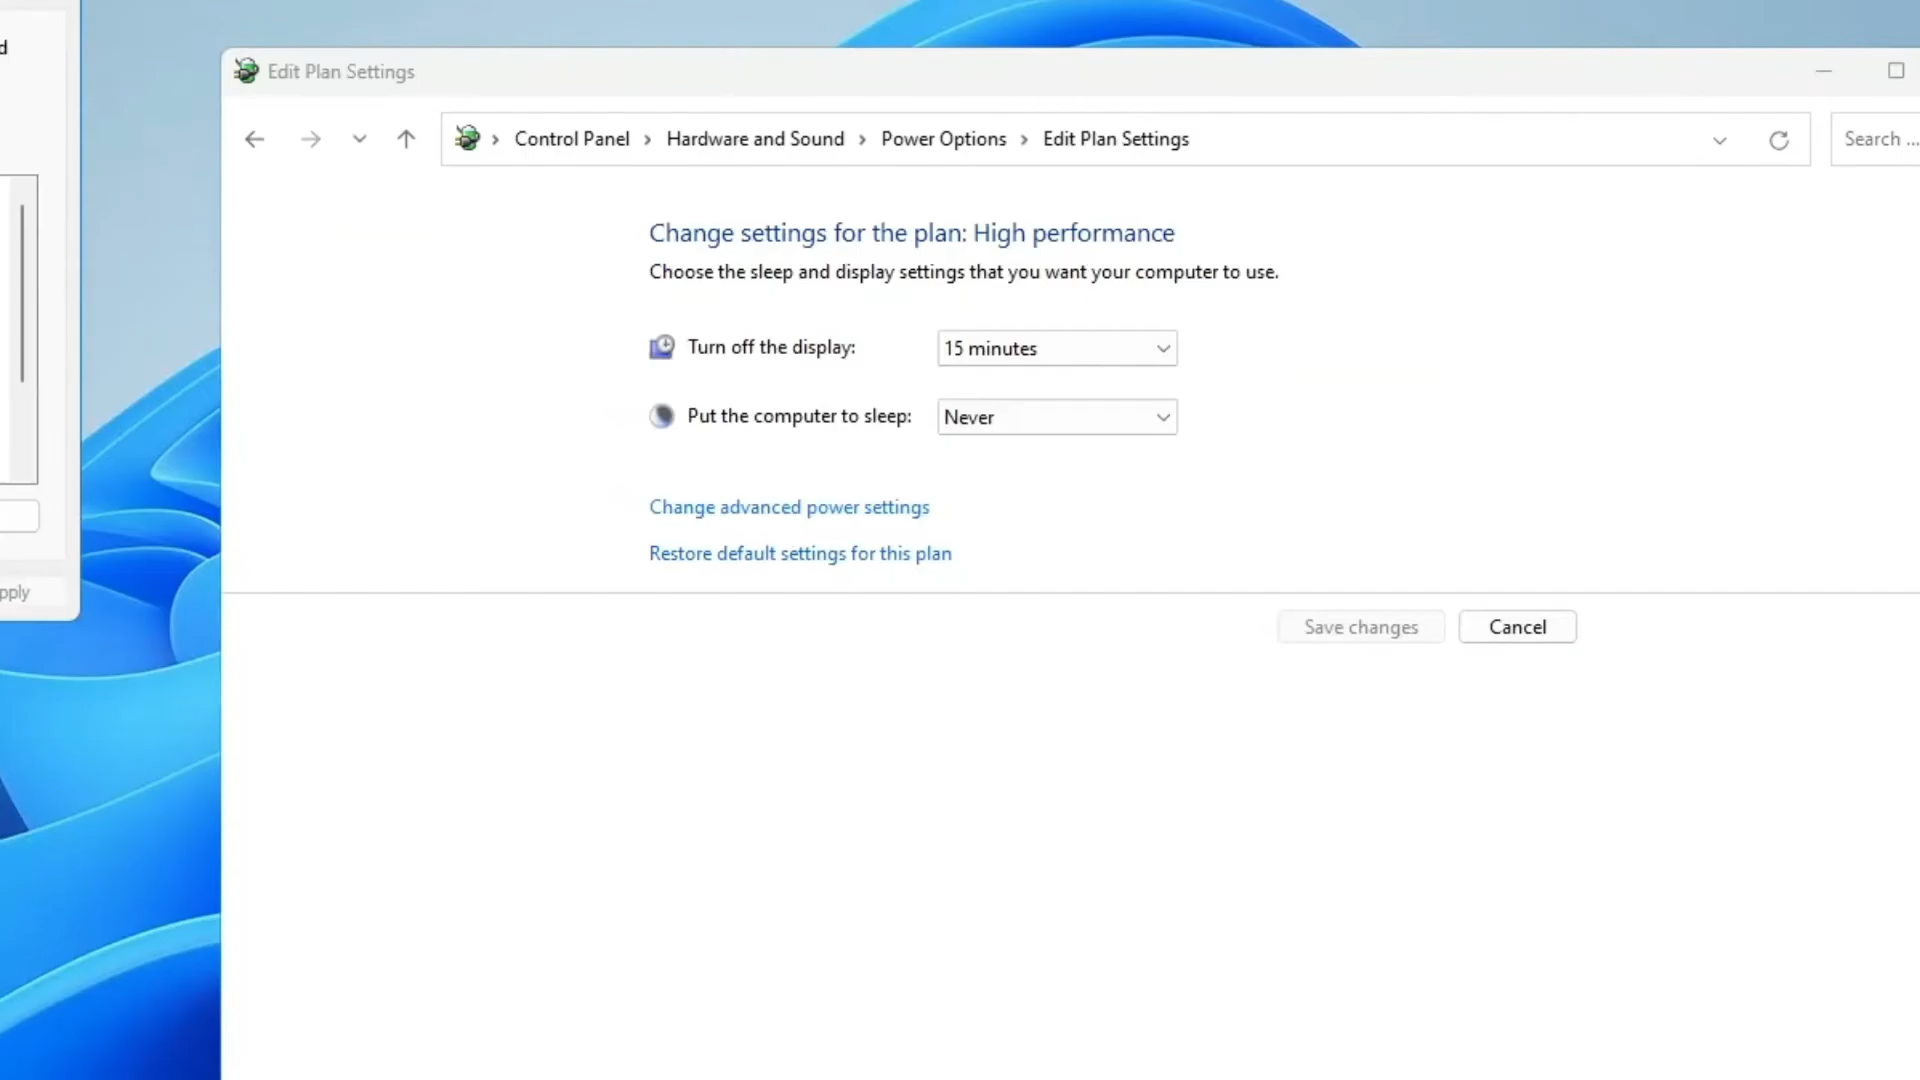 Edit Plan Settings
Control Panel > Hardware and Sound > Power Options > Edit Plan Settings
Search ...
Change settings for the plan: High performance
Choose the sleep and display settings that you want your computer to use.
Turn off the display: 15 minutes
Put the computer to sleep: Never
Change advanced power settings
Restore default settings for this plan
Save changes Cancel
d
pply